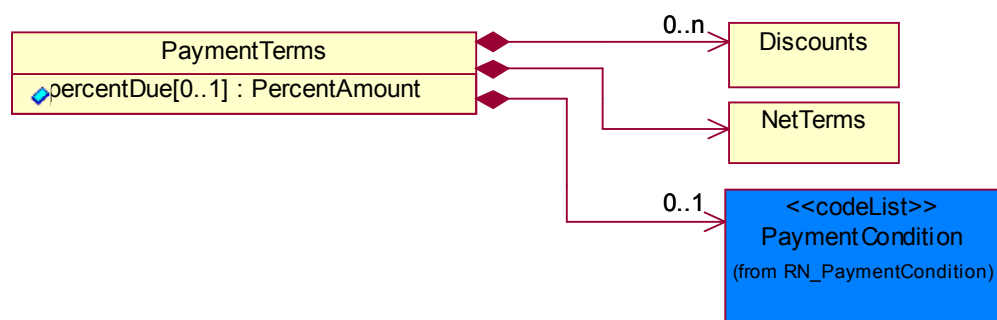 PaymentTerms
percentDue[0..1] : PercentAmount
0..n
Discounts
NetTerms
0..1
<<codeList>>
PaymentCondition
(from RN_PaymentCondition)